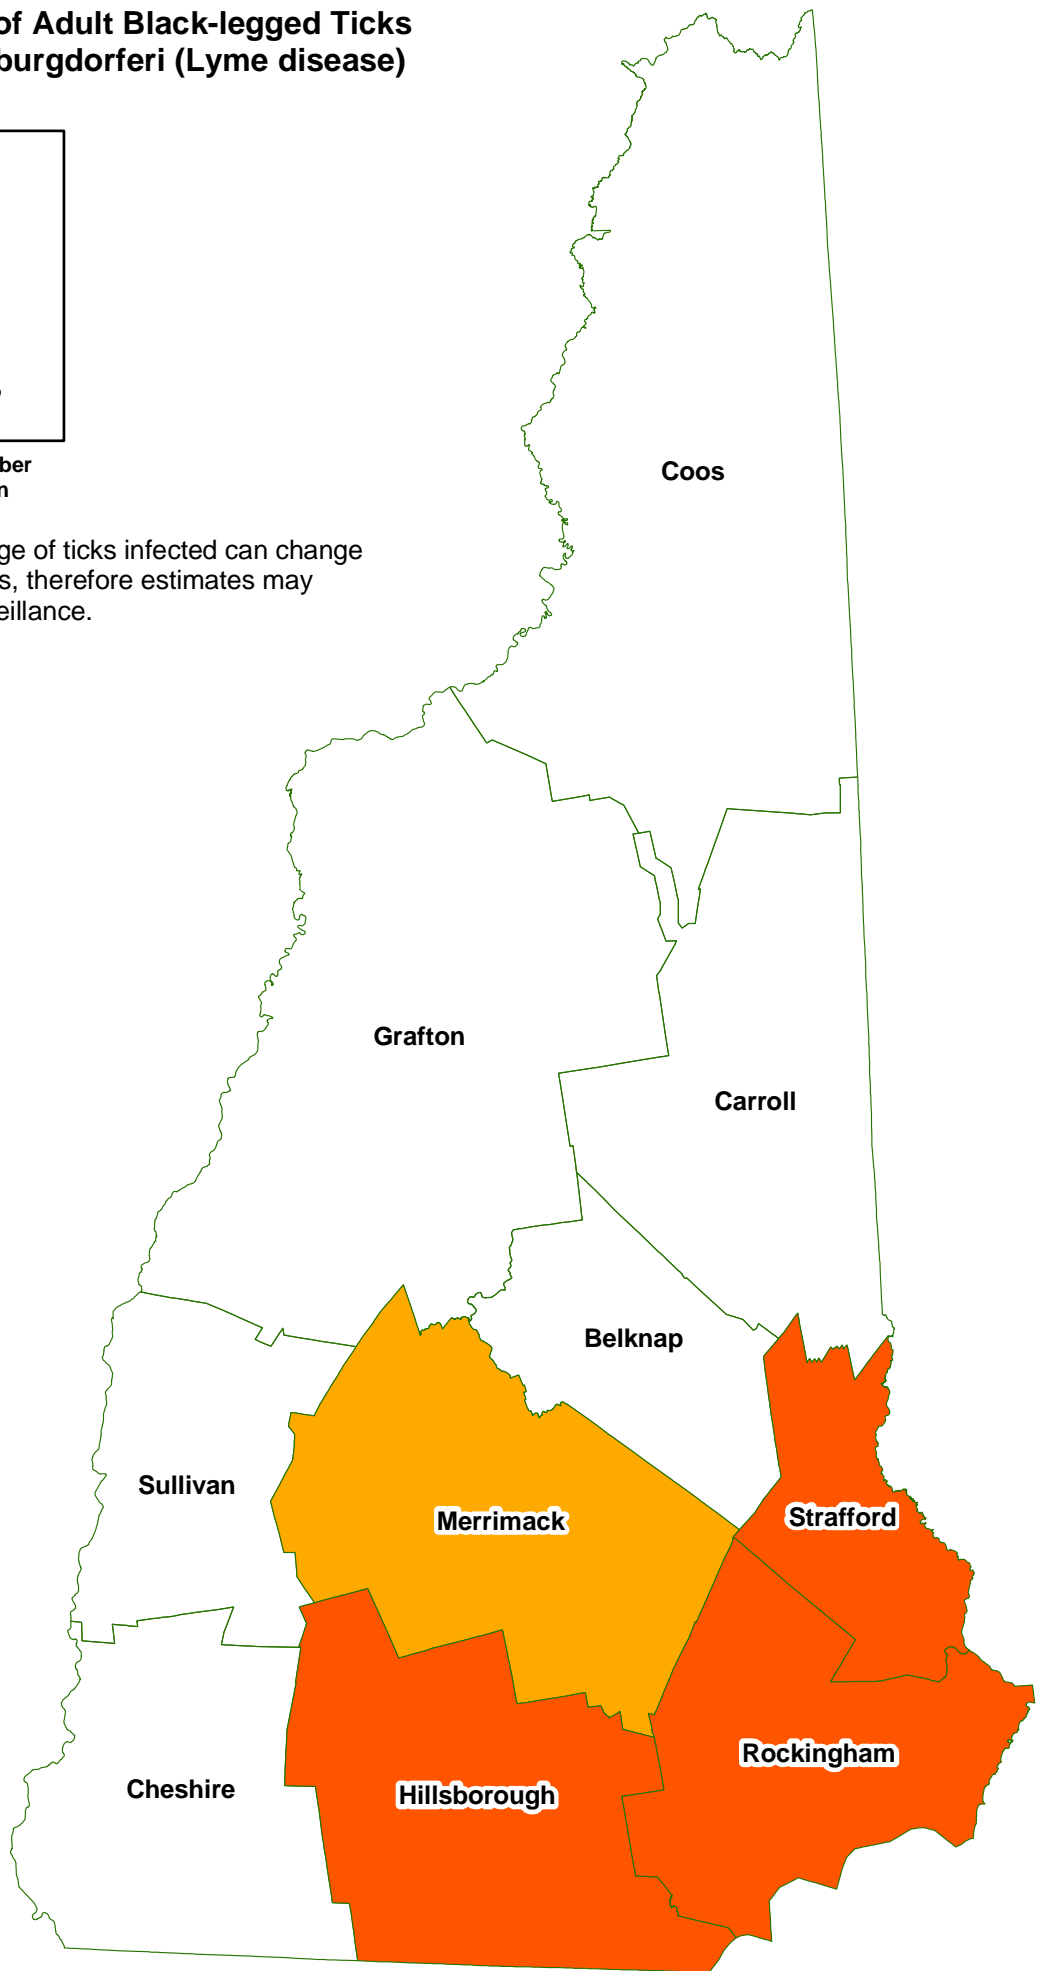 of Adult Black-legged Ticks
burgdorferi (Lyme disease)
ber
n
ge of ticks infected can change
s, therefore estimates may
eillance.
Coos
Grafton
Carroll
Belknap
Sullivan
Merrimack
Strafford
Rockingham
Cheshire
Hillsborough